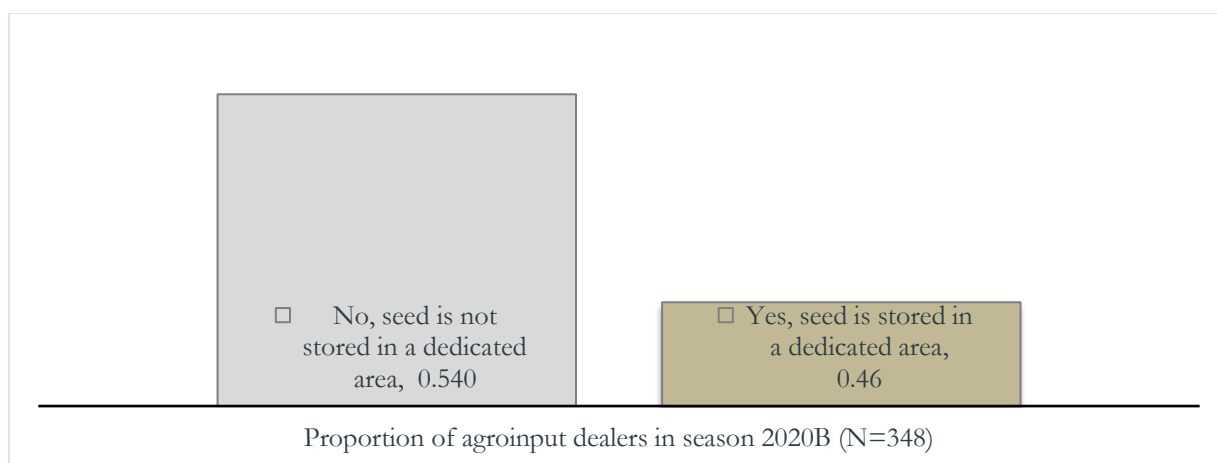 No, seed is not
stored in a dedicated
area, 0.540
Yes, seed is stored in
a dedicated area,
0.46
Proportion of agroinput dealers in season 2020B (N=348)